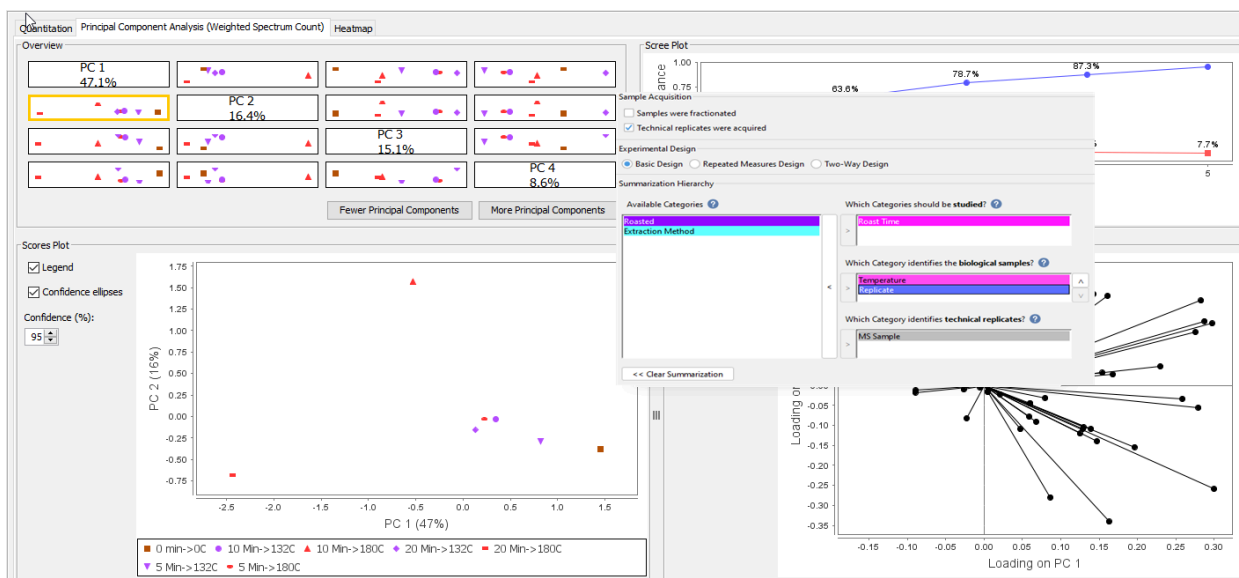 Quantitation Principal Component Analysis (Weighted Spectrum Count) Heatmap
Overview
PC 1
47.1%
PC 2
16.4%
PC 3
15.1%
PC 4
8.6%
Fewer Principal Components More Principal Components
Scree Plot
1.00
0.75
63.6%
78.7%
87.3%
7.7%
5
Sample Acquisition
Samples were fractionated
Technical replicates were acquired
Experimental Design
Basic Design Repeated Measures Design Two-Way Design
Summarization Hierarchy
Available Categories ?
Roasted
Extraction Method
<
Which Categories should be studied? ?
>
Roast Time
Which Category identifies the biological samples? ?
>
Temperature
Replicate
Which Category identifies technical replicates? ?
>
MS Sample
<< Clear Summarization
Scores Plot
Legend
Confidence ellipses
Confidence (%):
95
1.75
1.50
1.25
1.00
0.75
0.50
0.25
0.00
-0.25
-0.50
-0.75
PC 2 (16%)
-2.5 -2.0 -1.5 -1.0 -0.5 0.0 0.5 1.0 1.5
PC 1 (47%)
0 min->0C 10 Min->132C 10 Min->180C 20 Min->132C 20 Min->180C
5 Min->132C 5 Min->180C
-0.05
-0.10
-0.15
-0.20
-0.25
-0.30
-0.35
-0.15 -0.10 -0.05 0.00 0.05 0.10 0.15 0.20 0.25 0.30
Loading on PC 1